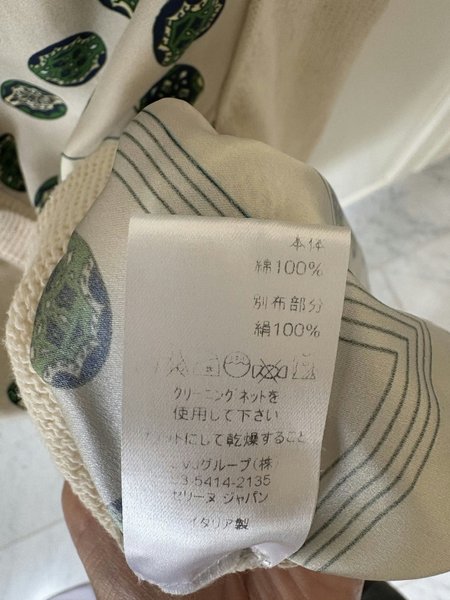 本体
綿100%
別布部分
絹100%
クリーニングネットを
使用して下さい
にして乾燥すること
グループ(株)
3.5414-2135
セリーヌ ジャパン
イタリア製